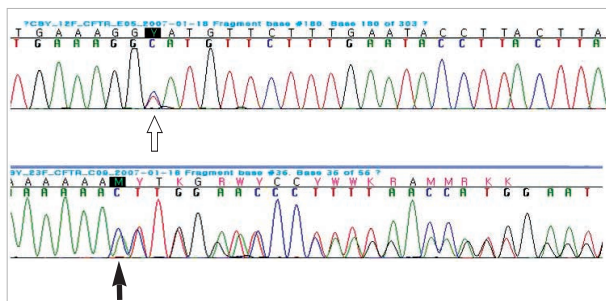 ?CBY_12F_CFTR_E05_2007-01-18 Fragment base #180. Base 180 of 303 ?
T G A A A G G Y A T G T T C T T T G A A T A C C T T A C T T A
T G A A A G G C A T G T T C T T T G A A T A C C T T A C T T A
BY_23F_CFTR_C09_2007-01-18 Fragment base #36. Base 36 of 56 ?
A A A A A A M Y T K G R W Y C C Y W W K R A M M R K K
A A A A A C T T G G A A C C C T T T T A A C C A T G G A A T